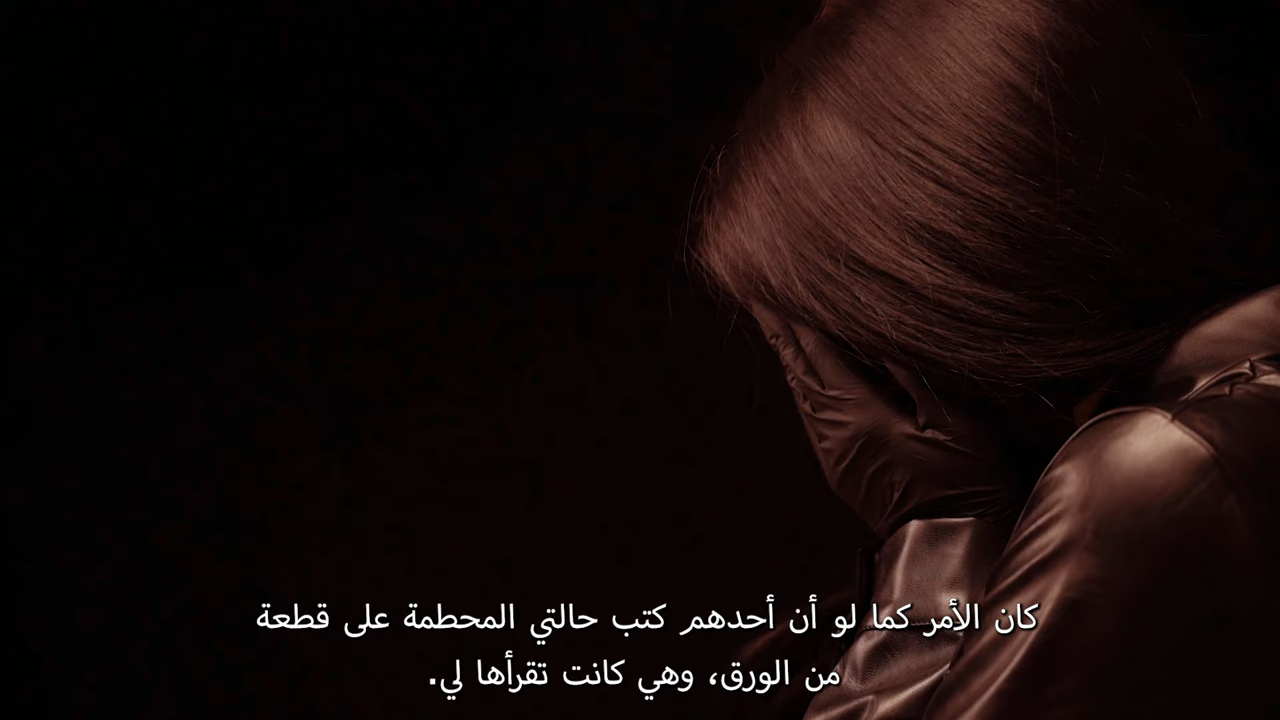 كان الأمر كما لو أن أحدهم كتب حالتي المحطمة على قطعة
من الورق، وهي كانت تقرأها لي.